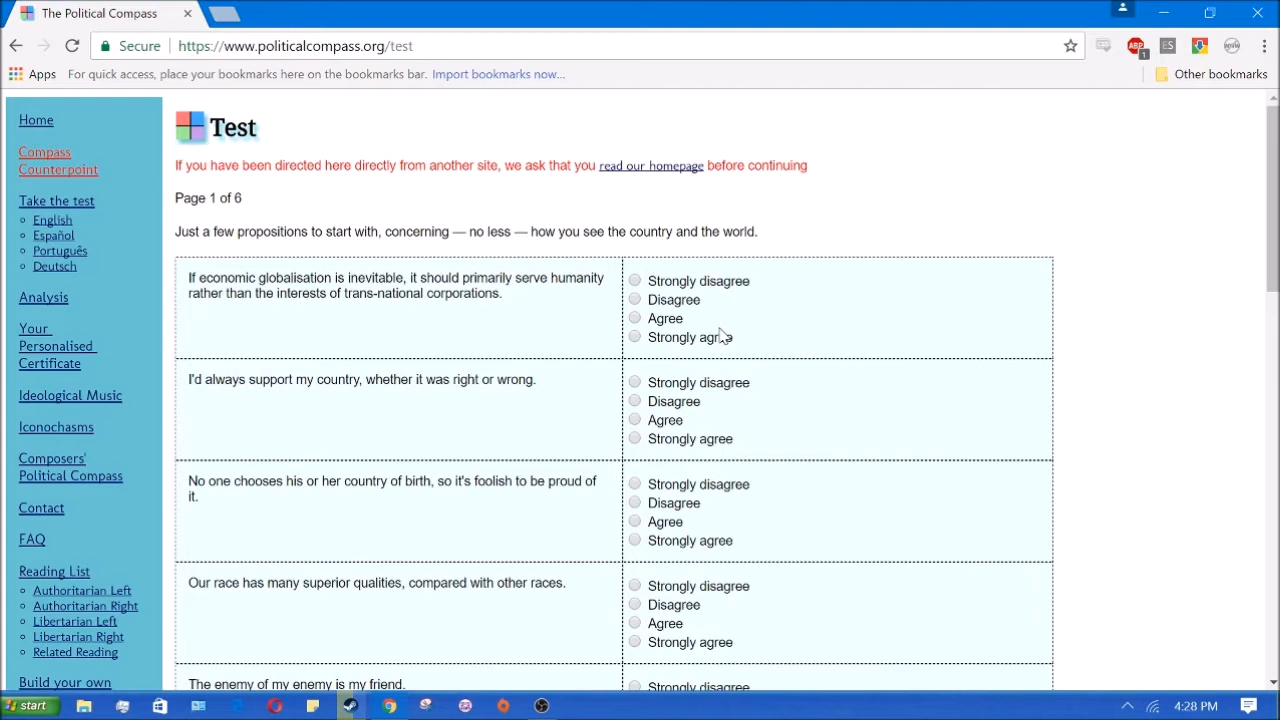 The Political Compass
Secure https://www.politicalcompass.org/test
ABP 1 ES
Apps For quick access, place your bookmarks here on the bookmarks bar. Import bookmarks now... Other bookmarks
Home
Compass
Counterpoint
Take the test
English
Español
Português
Deutsch
Analysis
Your
Personalised
Certificate
Ideological Music
Iconochasms
Composers'
Political Compass
Contact
FAQ
Reading List
Authoritarian Left
Authoritarian Right
Libertarian Left
Libertarian Right
Related Reading
Build your own
Test
If you have been directed here directly from another site, we ask that you read our homepage before continuing
Page 1 of 6
Just a few propositions to start with, concerning — no less — how you see the country and the world.
If economic globalisation is inevitable, it should primarily serve humanity
rather than the interests of trans-national corporations.
Strongly disagree
Disagree
Agree
Strongly agree
I'd always support my country, whether it was right or wrong.
Strongly disagree
Disagree
Agree
Strongly agree
No one chooses his or her country of birth, so it's foolish to be proud of
it.
Strongly disagree
Disagree
Agree
Strongly agree
Our race has many superior qualities, compared with other races.
Strongly disagree
Disagree
Agree
Strongly agree
The enemy of my enemy is my friend.
Strongly disagree
start
4:28 PM